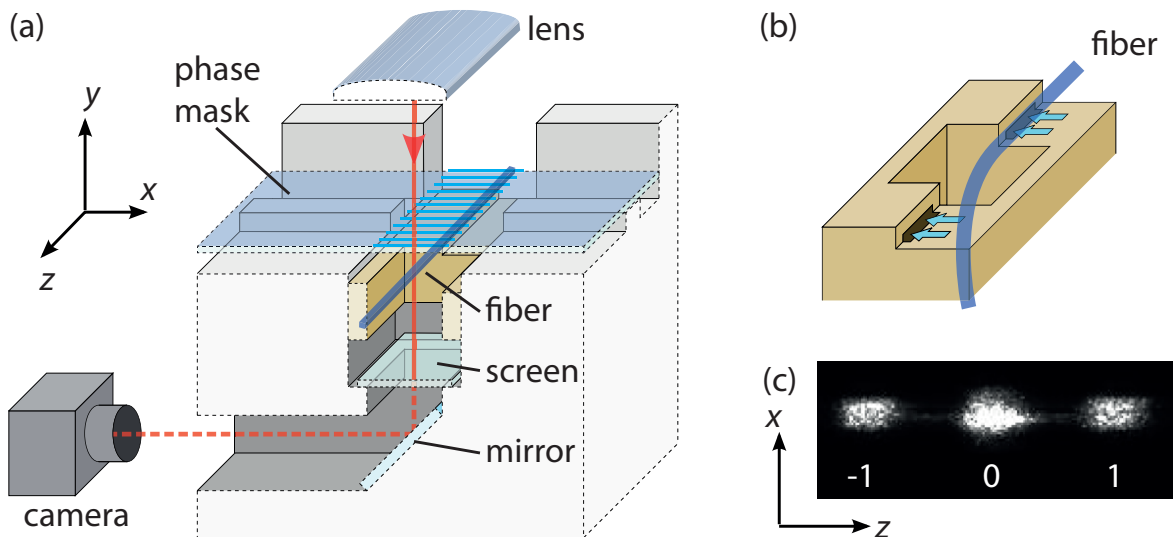 (a)
lens
phase
mask
y
x
z
fiber
screen
mirror
camera
(b)
fiber
(c)
x
-1 0 1
z